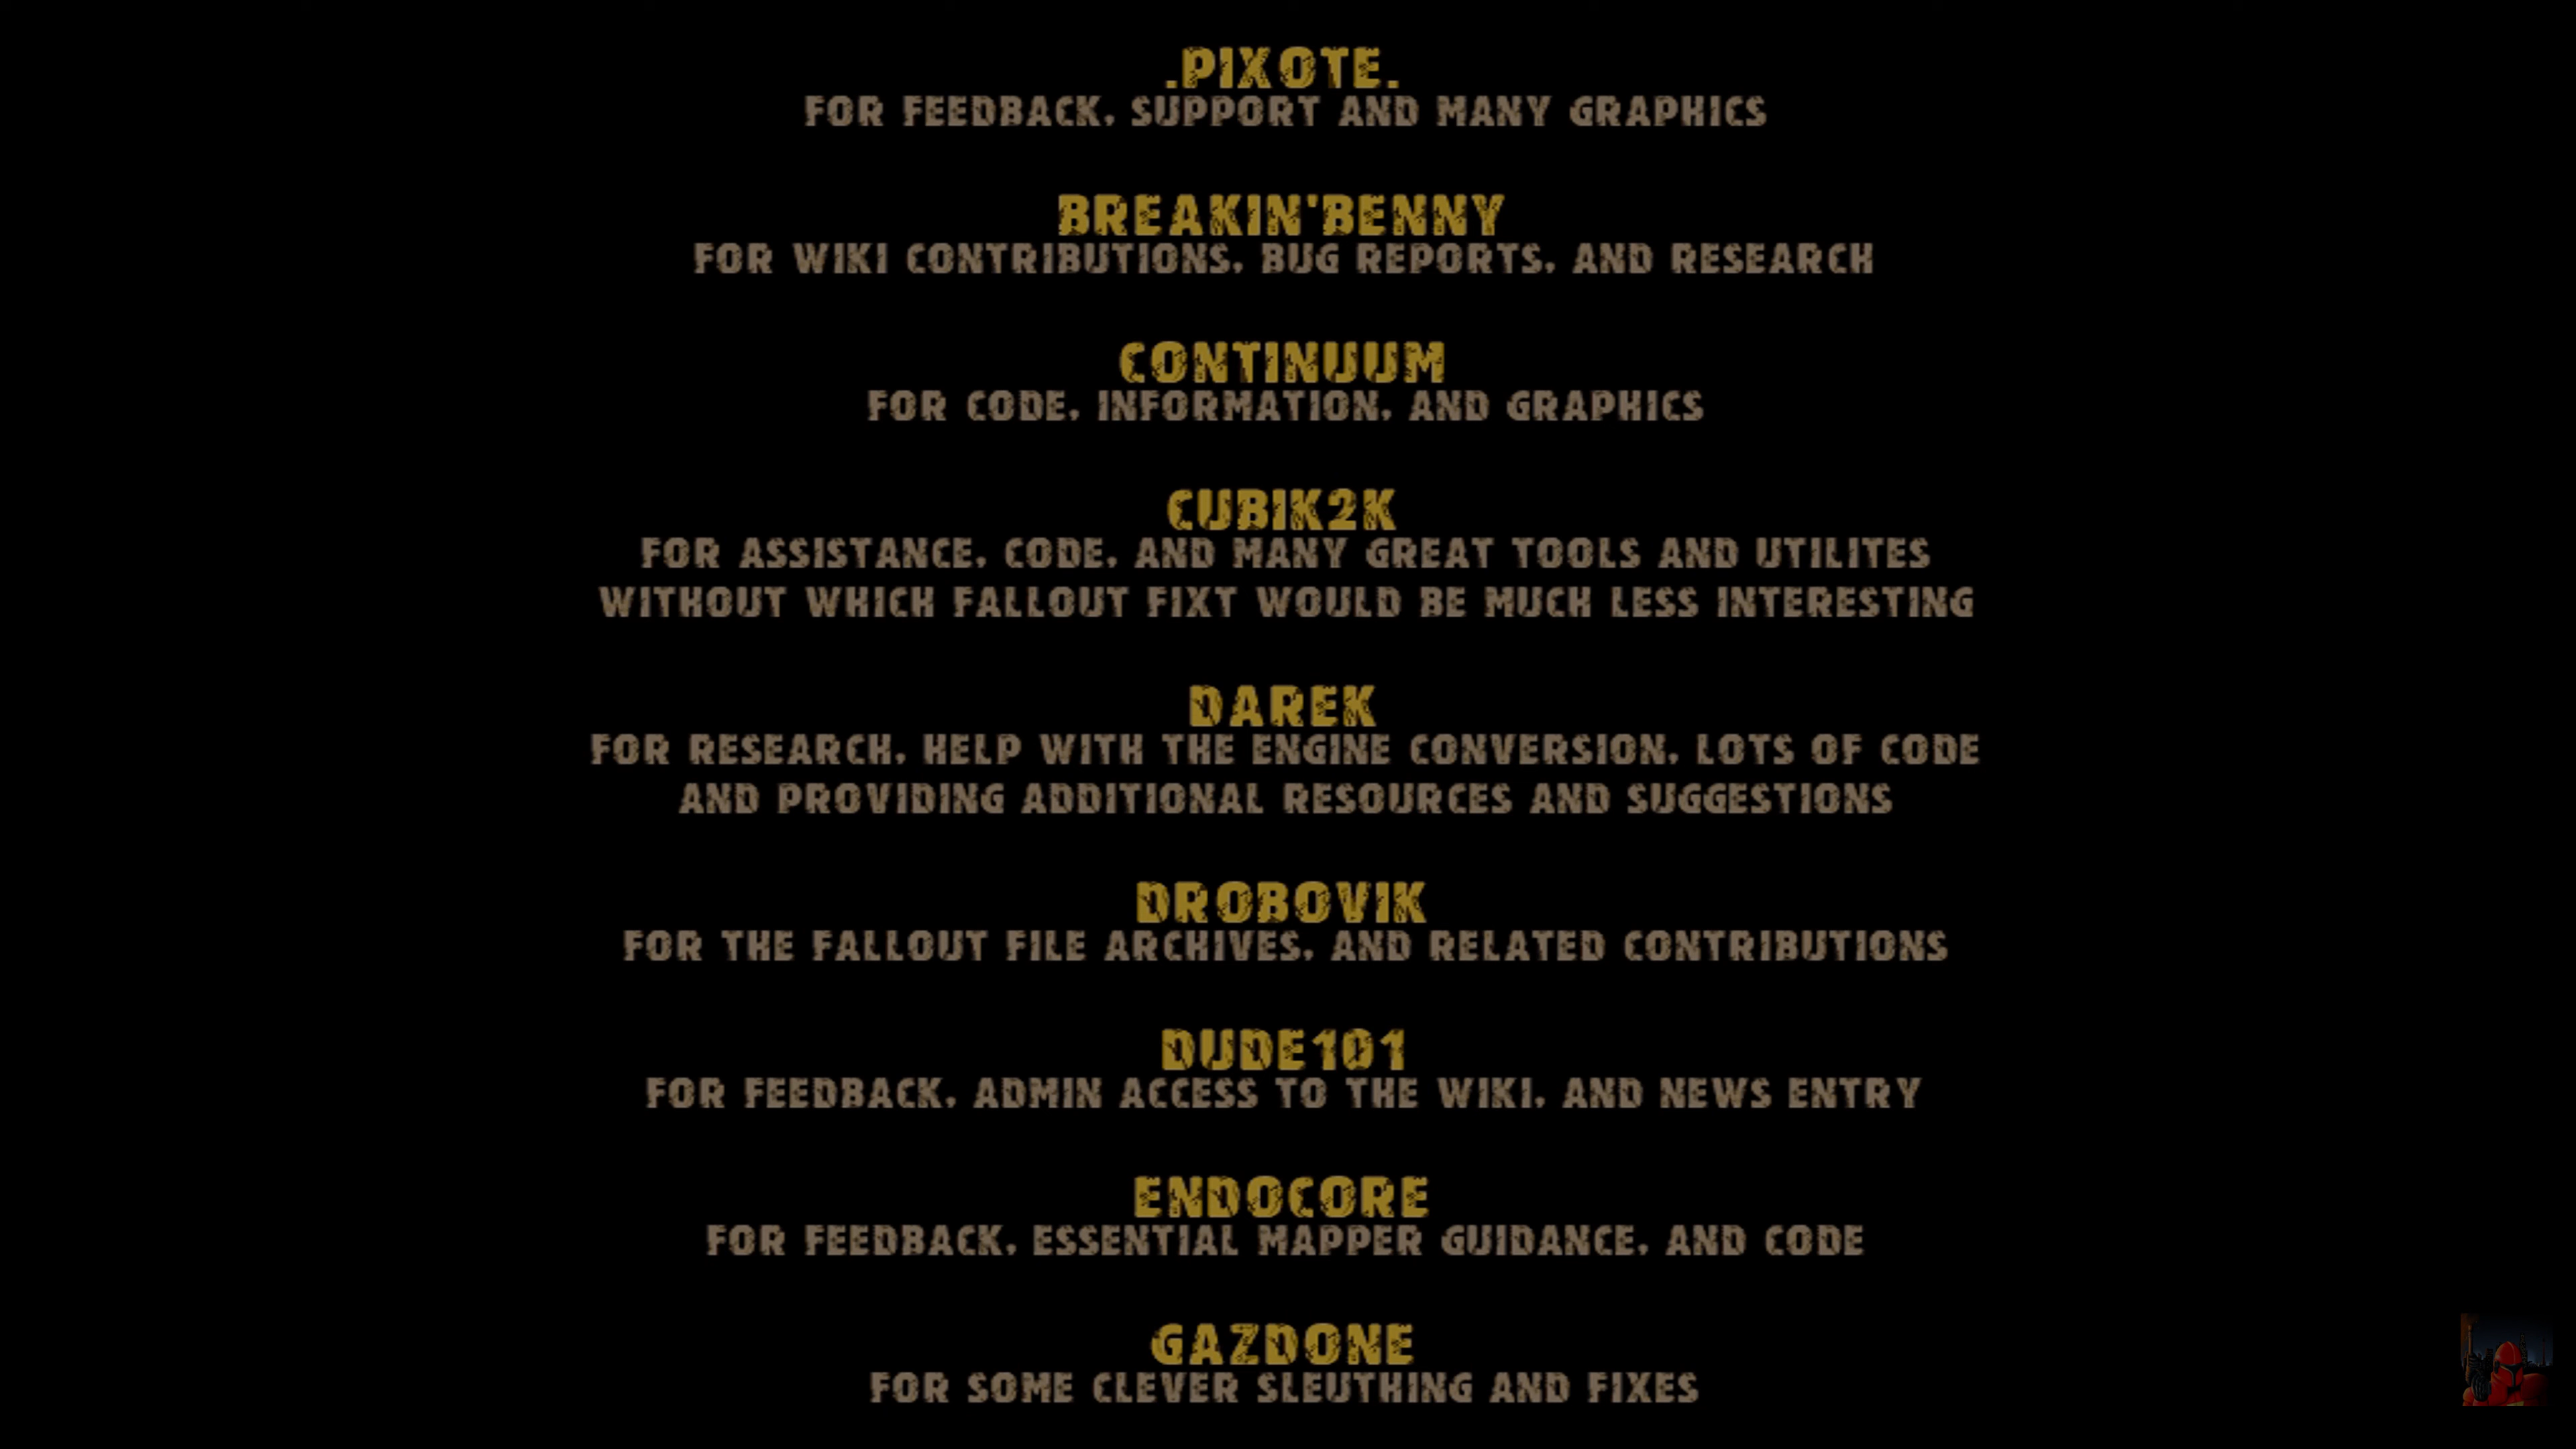 .PIXOTE.
FOR FEEDBACK, SUPPORT AND MANY GRAPHICS
BREAKIN'BENNY
FOR WIKI CONTRIBUTIONS, BUG REPORTS, AND RESEARCH
CONTINUUM
FOR CODE, INFORMATION, AND GRAPHICS
CUBIK2K
FOR ASSISTANCE, CODE, AND MANY GREAT TOOLS AND UTILITES
WITHOUT WHICH FALLOUT FIXT WOULD BE MUCH LESS INTERESTING
DAREK
FOR RESEARCH, HELP WITH THE ENGINE CONVERSION, LOTS OF CODE
AND PROVIDING ADDITIONAL RESOURCES AND SUGGESTIONS
DROBOVIK
FOR THE FALLOUT FILE ARCHIVES, AND RELATED CONTRIBUTIONS
DUDE101
FOR FEEDBACK, ADMIN ACCESS TO THE WIKI, AND NEWS ENTRY
ENDOCORE
FOR FEEDBACK, ESSENTIAL MAPPER GUIDANCE, AND CODE
GAZDONE
FOR SOME CLEVER SLEUTHING AND FIXES